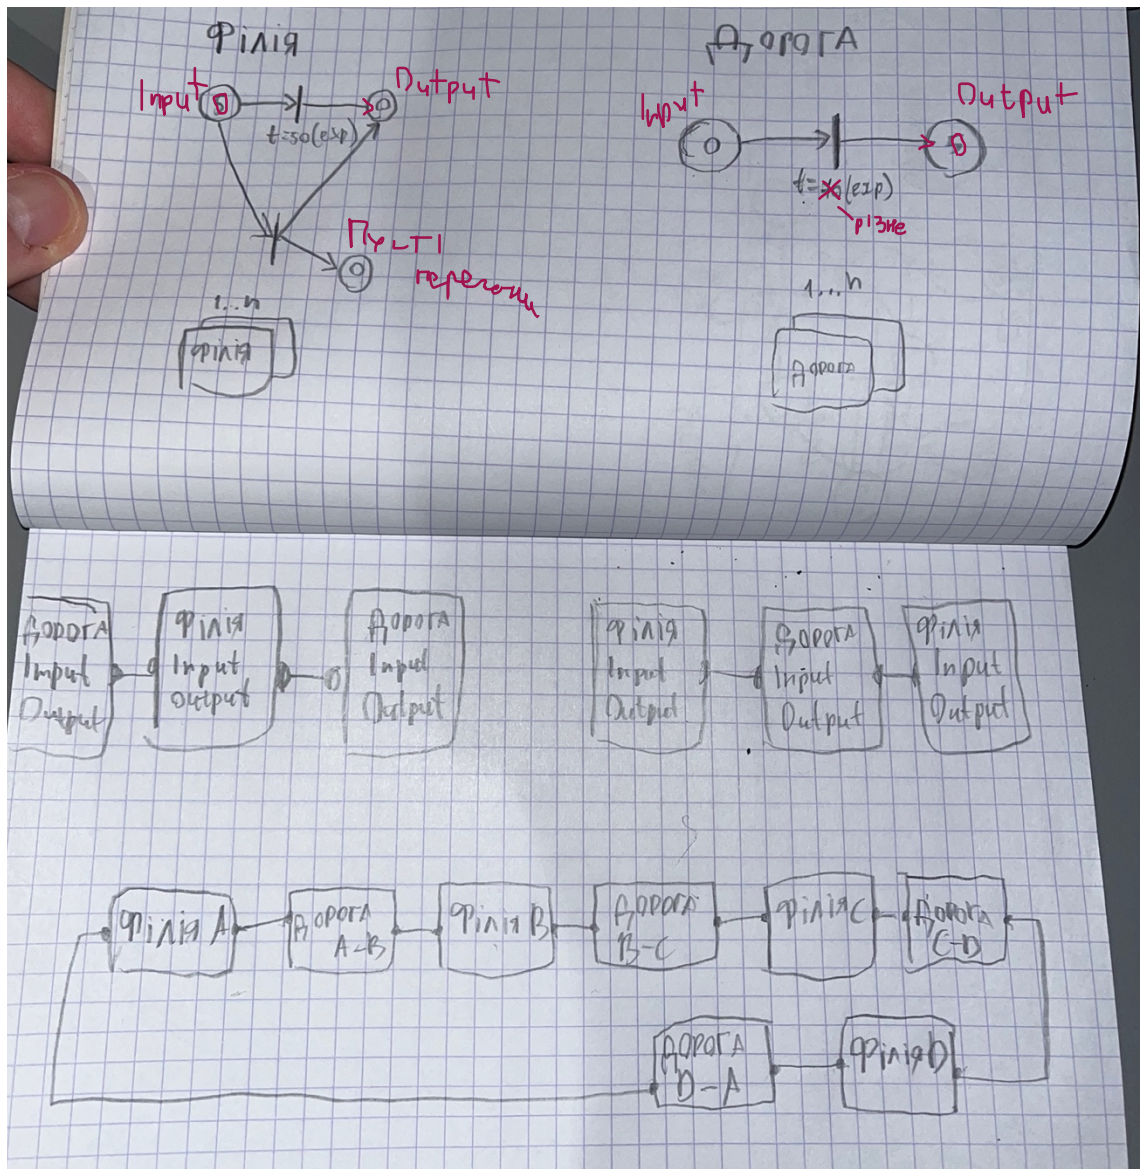 Філія
Дорога
Input
Output
t=50(exp)
Пусті
перегони
Input
Output
t= (exp)
різне
1...n
Філія
1...n
Дорога
Дорога
Input
Output
Філія
Input
Output
Дорога
Input
Output
Філія
Input
Output
Дорога
Input
Output
Філія
Input
Output
Філія A
Дорога
A-B
Філія B
Дорога
B-C
Філія C
Дорога
C-D
Дорога
D-A
Філія D